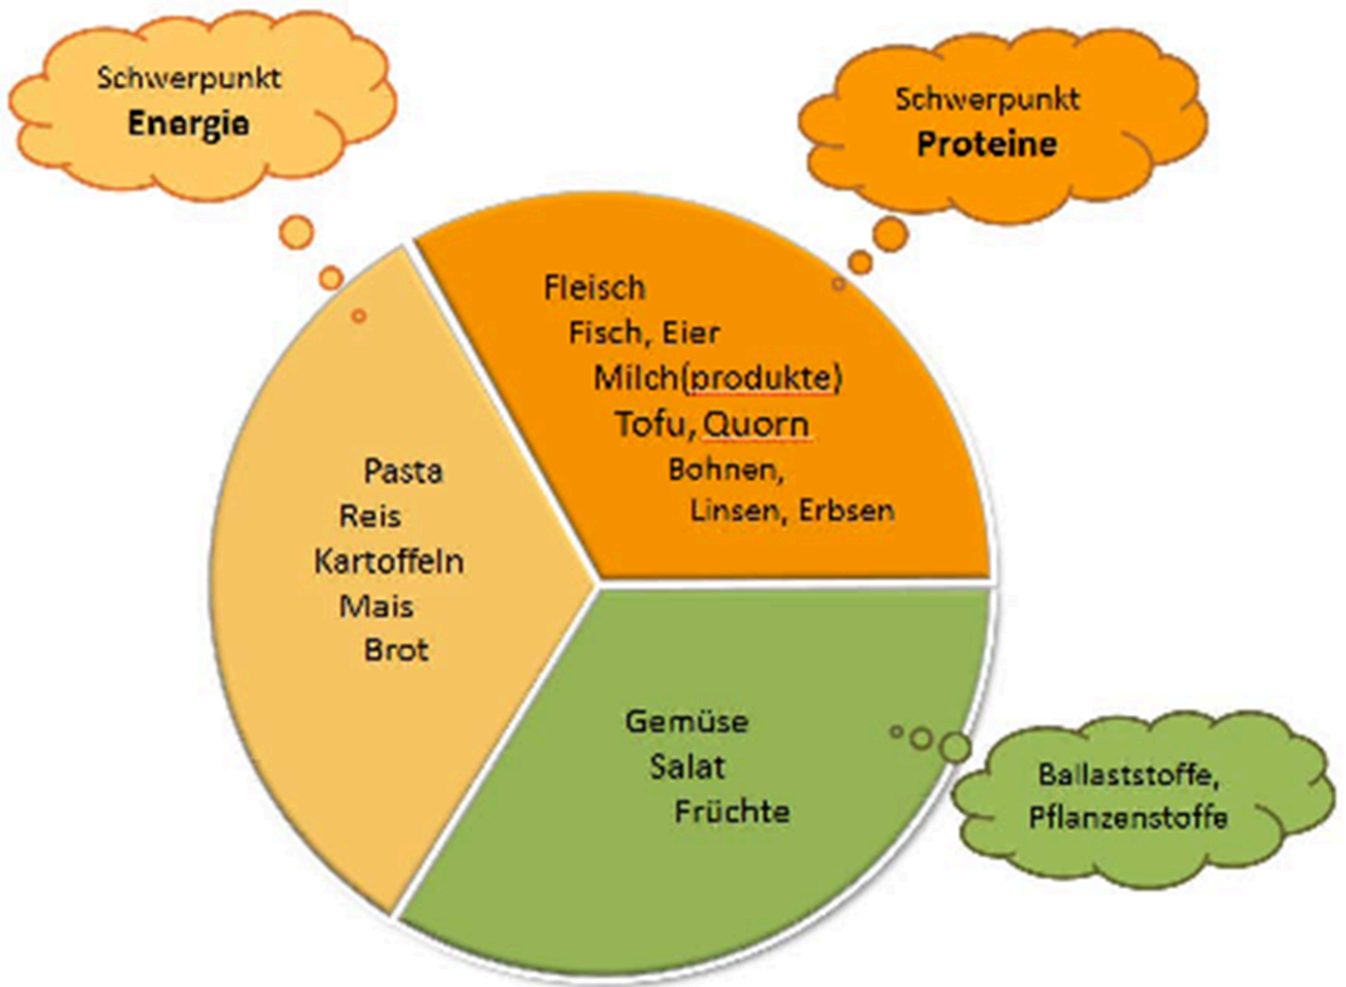 Schwerpunkt
Energie
Schwerpunkt
Proteine
Fleisch
Fisch, Eier
Milch(produkte)
Tofu, Quorn
Bohnen,
Linsen, Erbsen
Pasta
Reis
Kartoffeln
Mais
Brot
Gemüse
Salat
Früchte
Ballaststoffe,
Pflanzenstoffe